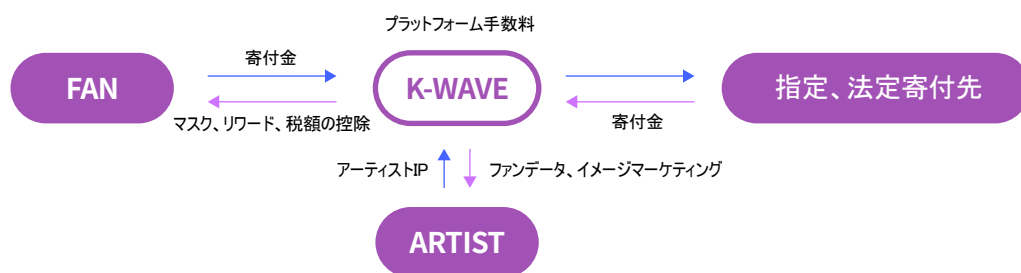 プラットフォーム手数料
寄付金
FAN
K-WAVE
指定、法定寄付先
マスク、リワード、税額の控除
寄付金
アーティストIP
ファンデータ、イメージマーケティング
ARTIST